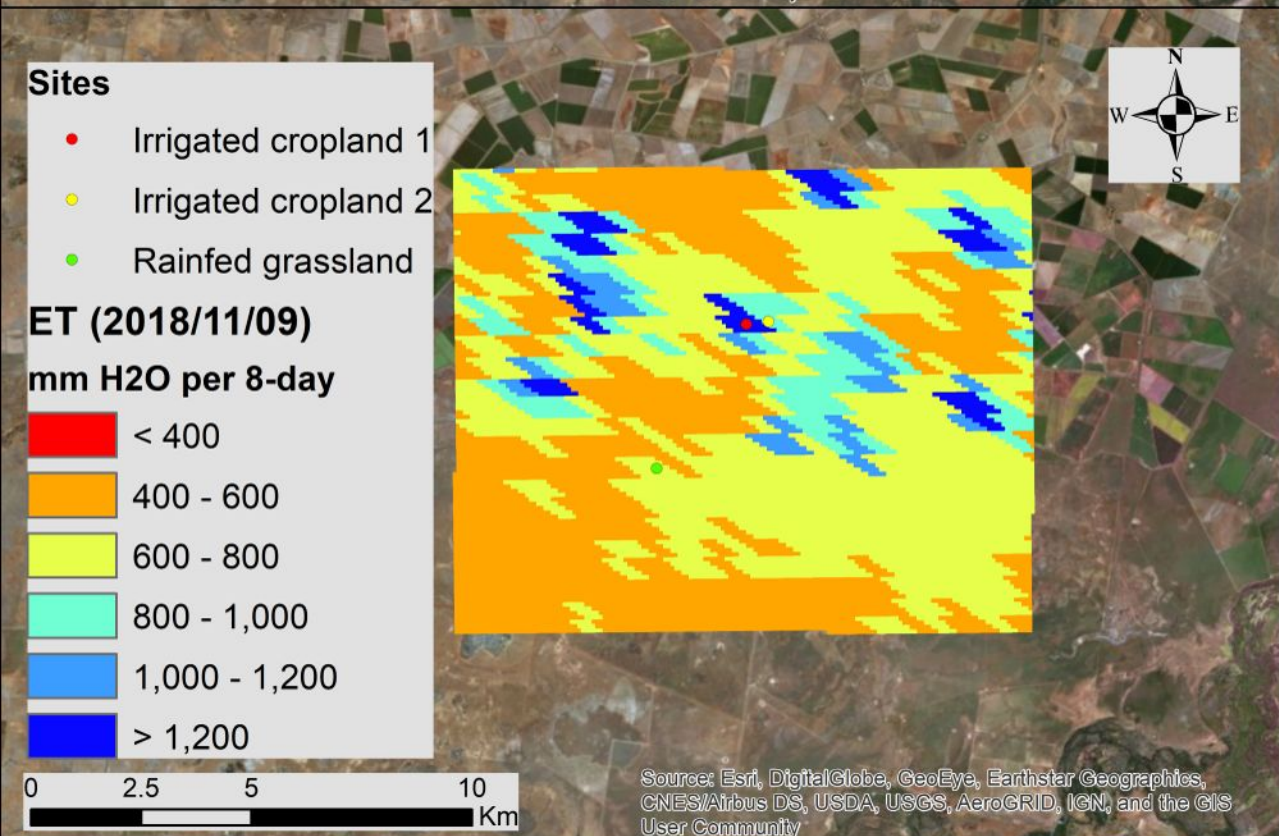 Sites
Irrigated cropland 1
Irrigated cropland 2
Rainfed grassland
ET (2018/11/09)
mm H2O per 8-day
< 400
400 - 600
600 - 800
800 - 1,000
1,000 - 1,200
> 1,200
0 2.5 5 10
Km
N
W E
S
Source: Esri, DigitalGlobe, GeoEye, Earthstar Geographics,
CNES/Airbus DS, USDA, USGS, AeroGRID, IGN, and the GIS
User Community